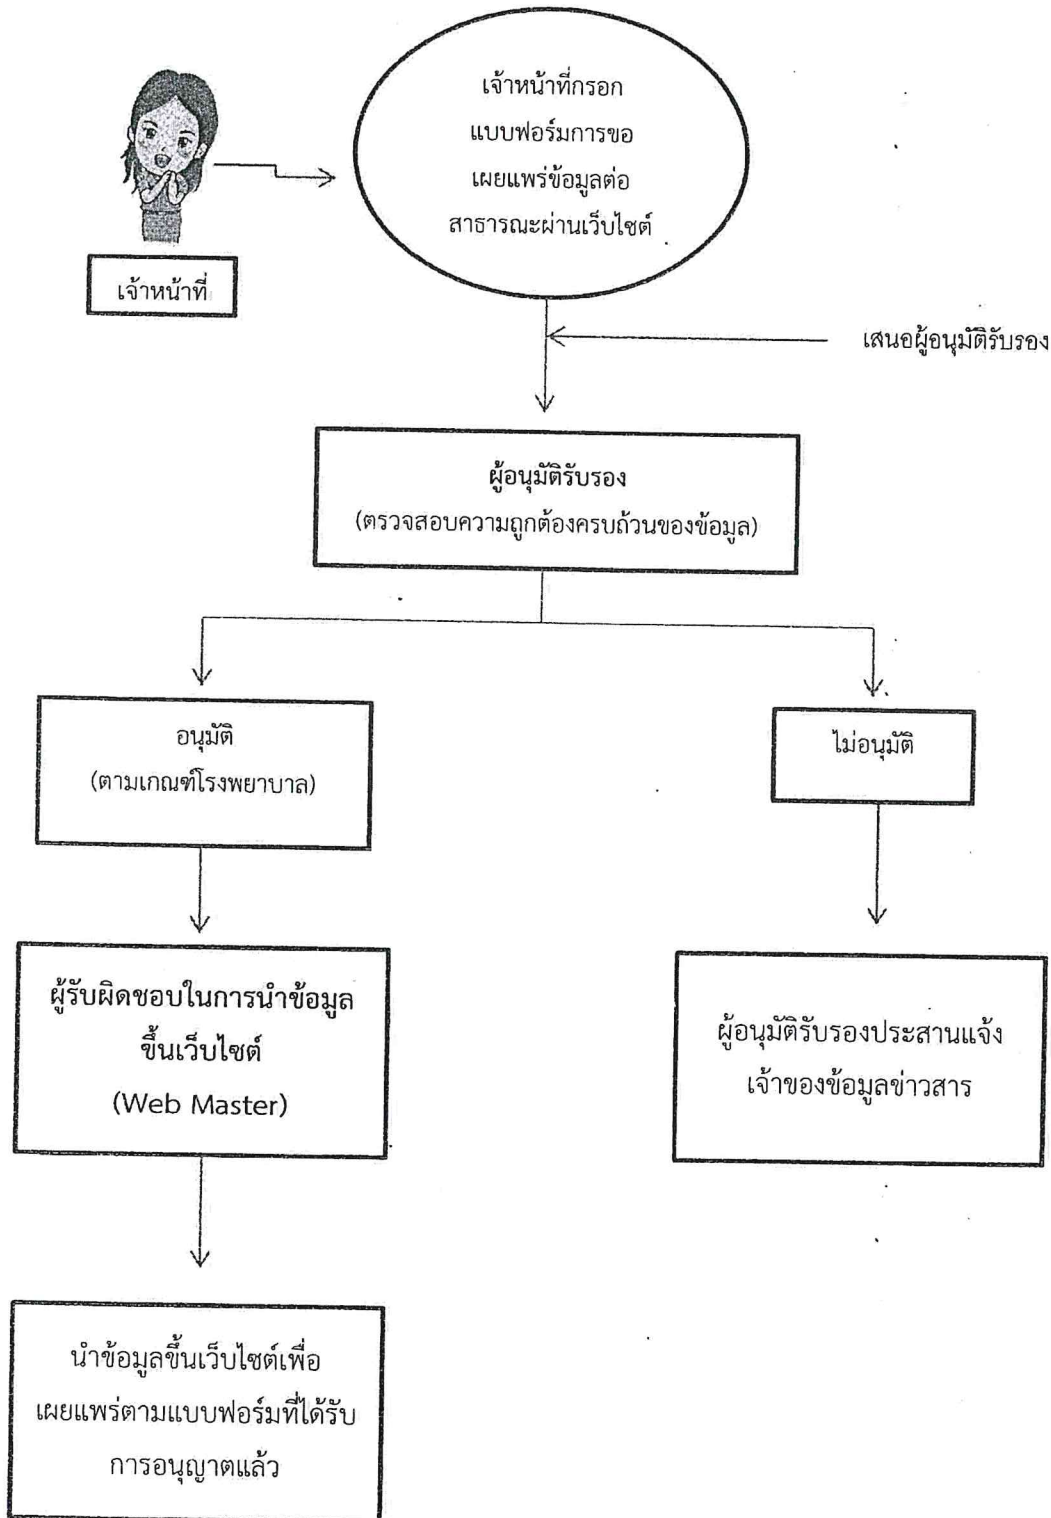 เจ้าหน้าที่กรอก
แบบฟอร์มการขอ
เผยแพร่ข้อมูลต่อ
สาธารณะผ่านเว็บไซต์
เจ้าหน้าที่
เสนอผู้อนุมัติรับรอง
ผู้อนุมัติรับรอง
(ตรวจสอบความถูกต้องครบถ้วนของข้อมูล)
อนุมัติ
(ตามเกณฑ์โรงพยาบาล)
ไม่อนุมัติ
ผู้รับผิดชอบในการนำข้อมูล
ขึ้นเว็บไซต์
(Web Master)
ผู้อนุมัติรับรองประสานแจ้ง
เจ้าของข้อมูลข่าวสาร
นำข้อมูลขึ้นเว็บไซต์เพื่อ
เผยแพร่ตามแบบฟอร์มที่ได้รับ
การอนุญาตแล้ว